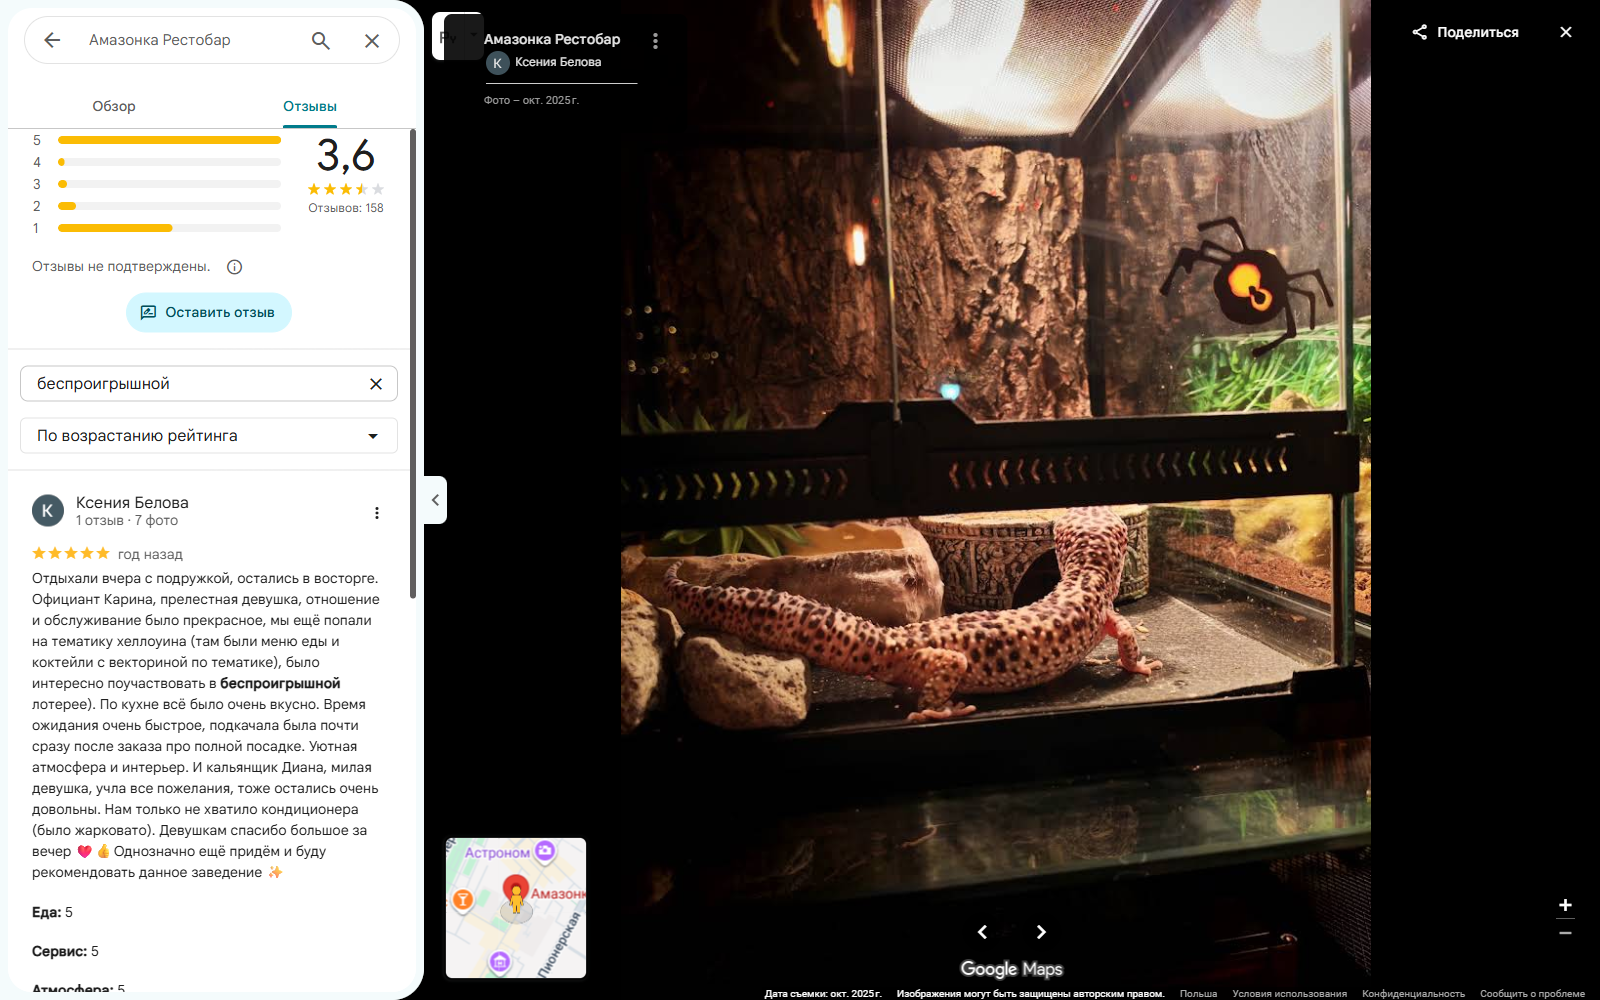 Амазонка Рестобар
Обзор
Отзывы
5
4
3
2
1
3,6
Отзывов: 158
Отзывы не подтверждены.
Оставить отзыв
беспроигрышной
По возрастанию рейтинга
K
Ксения Белова
1 отзыв · 7 фото
год назад
Отдыхали вчера с подружкой, остались в восторге.
Официант Карина, прелестная девушка, отношение
и обслуживание было прекрасное, мы ещё попали
на тематику хеллоуина (там были меню еды и
коктейли с векториной по тематике), было
интересно поучаствовать в беспроигрышной
лотерее). По кухне всё было очень вкусно. Время
ожидания очень быстрое, подкачала была почти
сразу после заказа про полной посадке. Уютная
атмосфера и интерьер. И кальянщик Диана, милая
девушка, учла все пожелания, тоже остались очень
довольны. Нам только не хватило кондиционера
(было жарковато). Девушкам спасибо большое за
вечер ❤️ 👍 Однозначно ещё придём и буду
рекомендовать данное заведение ✨
Еда: 5
Сервис: 5
Атмосфера: 5
Амазонка Рестобар
K
Ксения Белова
Фото – окт. 2025 г.
Поделиться
Астроном
Амазонк
Пионерская
Google Maps
Дата съемки: окт. 2025 г.
Изображения могут быть защищены авторским правом.
Польша
Условия использования
Конфиденциальность
Сообщить о проблеме